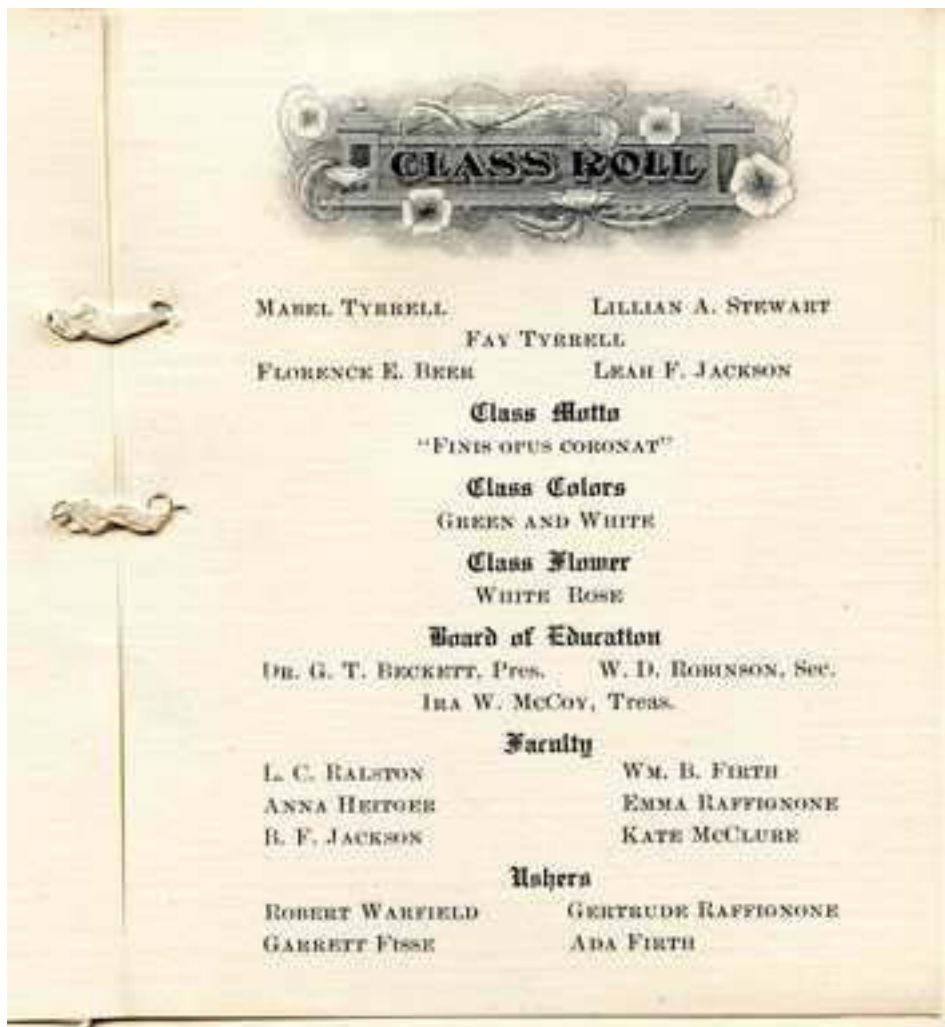 CLASS ROLL
MABEL TYRRELL LILLIAN A. STEWART
FAY TYRRELL
FLORENCE E. BEER LEAH F. JACKSON
Class Motto
"FINIS OPUS CORONAT"
Class Colors
GREEN AND WHITE
Class Flower
WHITE ROSE
Board of Education
DR. G. T. BECKETT, Pres. W. D. ROBINSON, Sec.
IRA W. MCCOY, Treas.
Faculty
L. C. RALSTON WM. B. FIRTH
ANNA HEITGER EMMA RAFFIGNONE
B. F. JACKSON KATE MCCLURE
Ushers
ROBERT WARFIELD GERTRUDE RAFFIGNONE
GARRETT FISSE ADA FIRTH